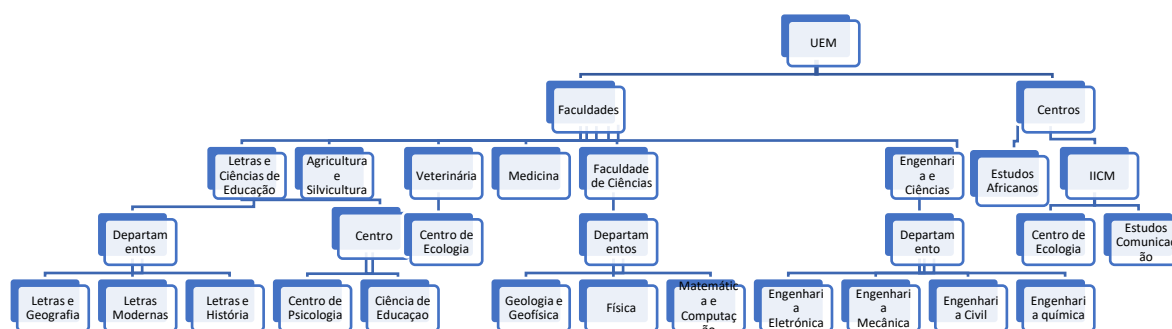 UEM
Faculdades
Centros
Letras e
Ciências de
Educação
Agricultura
e
Silvicultura
Veterinária
Medicina
Faculdade
de Ciências
Engenhari
a e
Ciências
Estudos
Africanos
IICM
Departam
entos
Centro
Centro de
Ecologia
Departam
entos
Departam
ento
Centro de
Ecologia
Estudos
Comunicaç
ão
Letras e
Geografia
Letras
Modernas
Letras e
História
Centro de
Psicologia
Ciência de
Educaçao
Geologia e
Geofísica
Física
Matemátic
a e
Computaç
ão
Engenhari
a Eletrónica
Engenhari
a
Mecânica
Engenhari
a Civil
Engenhari
a química